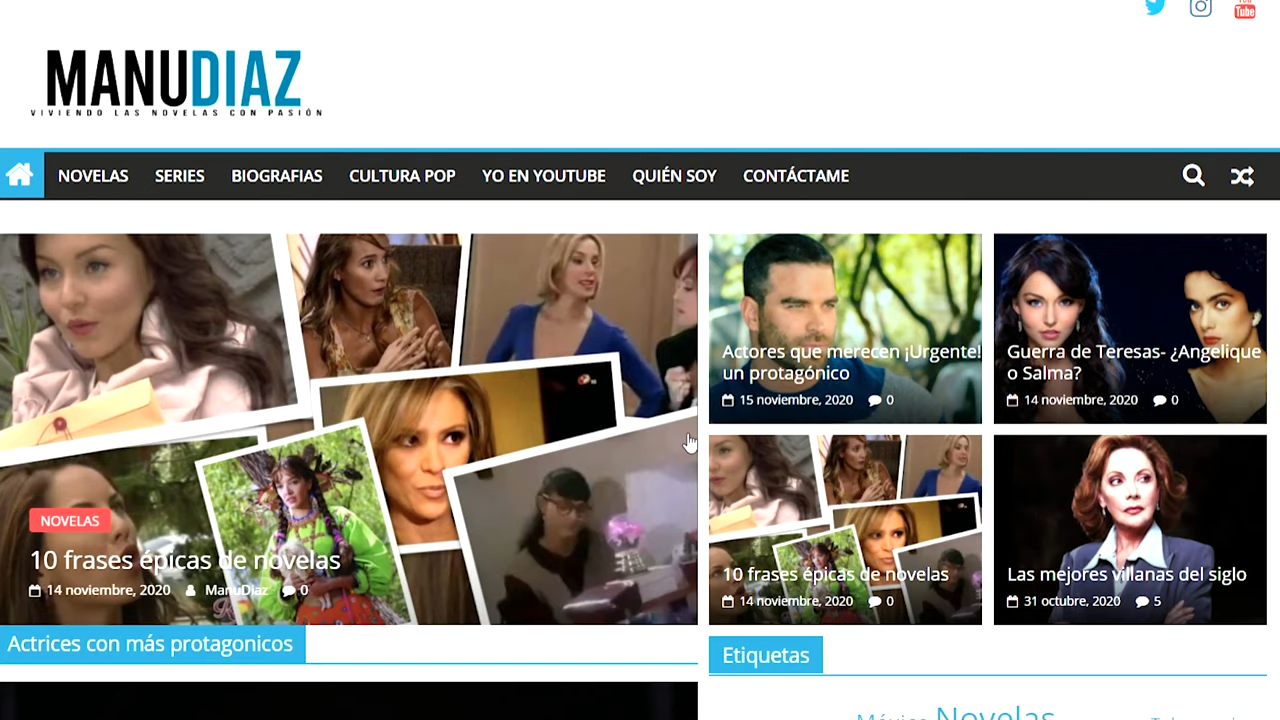 You
Tube
MANUDIAZ
VIVIENDO LAS NOVELAS CON PASIÓN
NOVELAS SERIES BIOGRAFIAS CULTURA POP YO EN YOUTUBE QUIÉN SOY CONTÁCTAME
NOVELAS
10 frases épicas de novelas
14 noviembre, 2020 ManuDiaz 0
Actores que merecen ¡Urgente!
un protagónico
15 noviembre, 2020 0
Guerra de Teresas- ¿Angelique
o Salma?
14 noviembre, 2020 0
10 frases épicas de novelas
14 noviembre, 2020 0
Las mejores villanas del siglo
31 octubre, 2020 5
Actrices con más protagonicos
Etiquetas
México Novelas